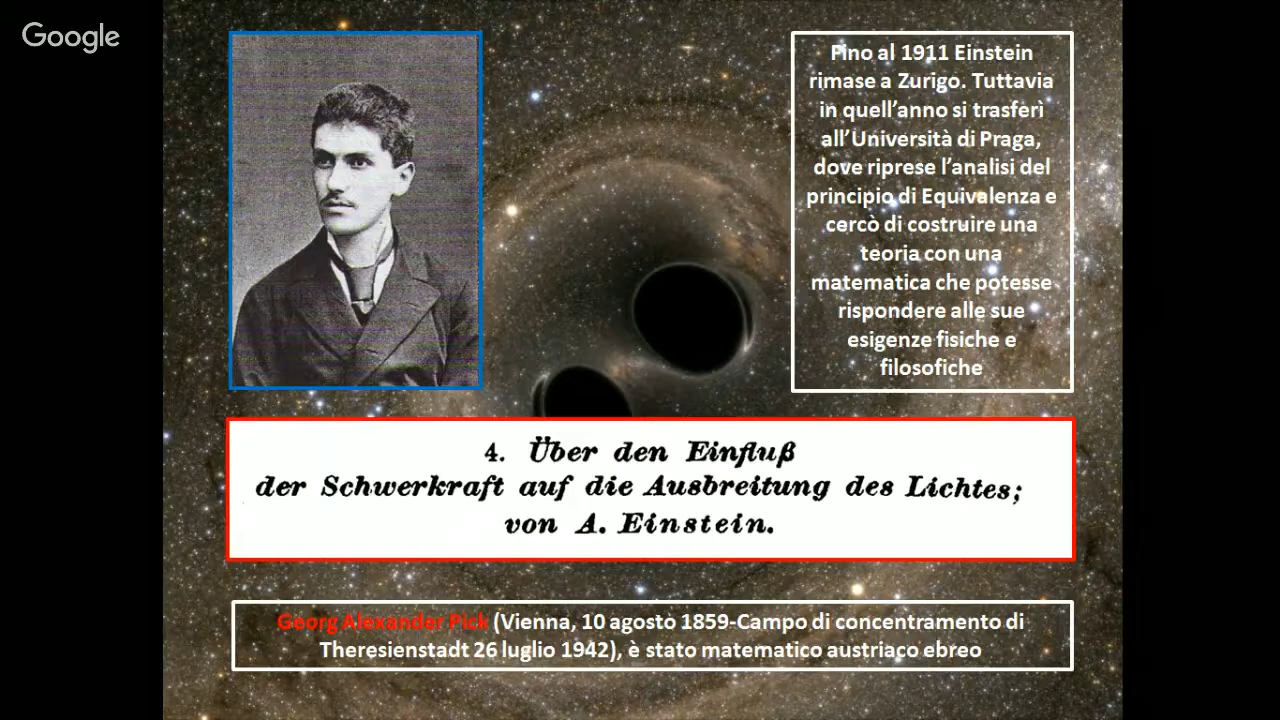 Google
Fino al 1911 Einstein
rimase a Zurigo. Tuttavia
in quell'anno si trasferì
all'Università di Praga,
dove riprese l'analisi del
principio di Equivalenza e
cercò di costruire una
teoria con una
matematica che potesse
rispondere alle sue
esigenze fisiche e
filosofiche
4. Über den Einfluß
der Schwerkraft auf die Ausbreitung des Lichtes;
von A. Einstein.
Georg Alexander Pick (Vienna, 10 agosto 1859-Campo di concentramento di
Theresienstadt 26 luglio 1942), è stato matematico austriaco ebreo